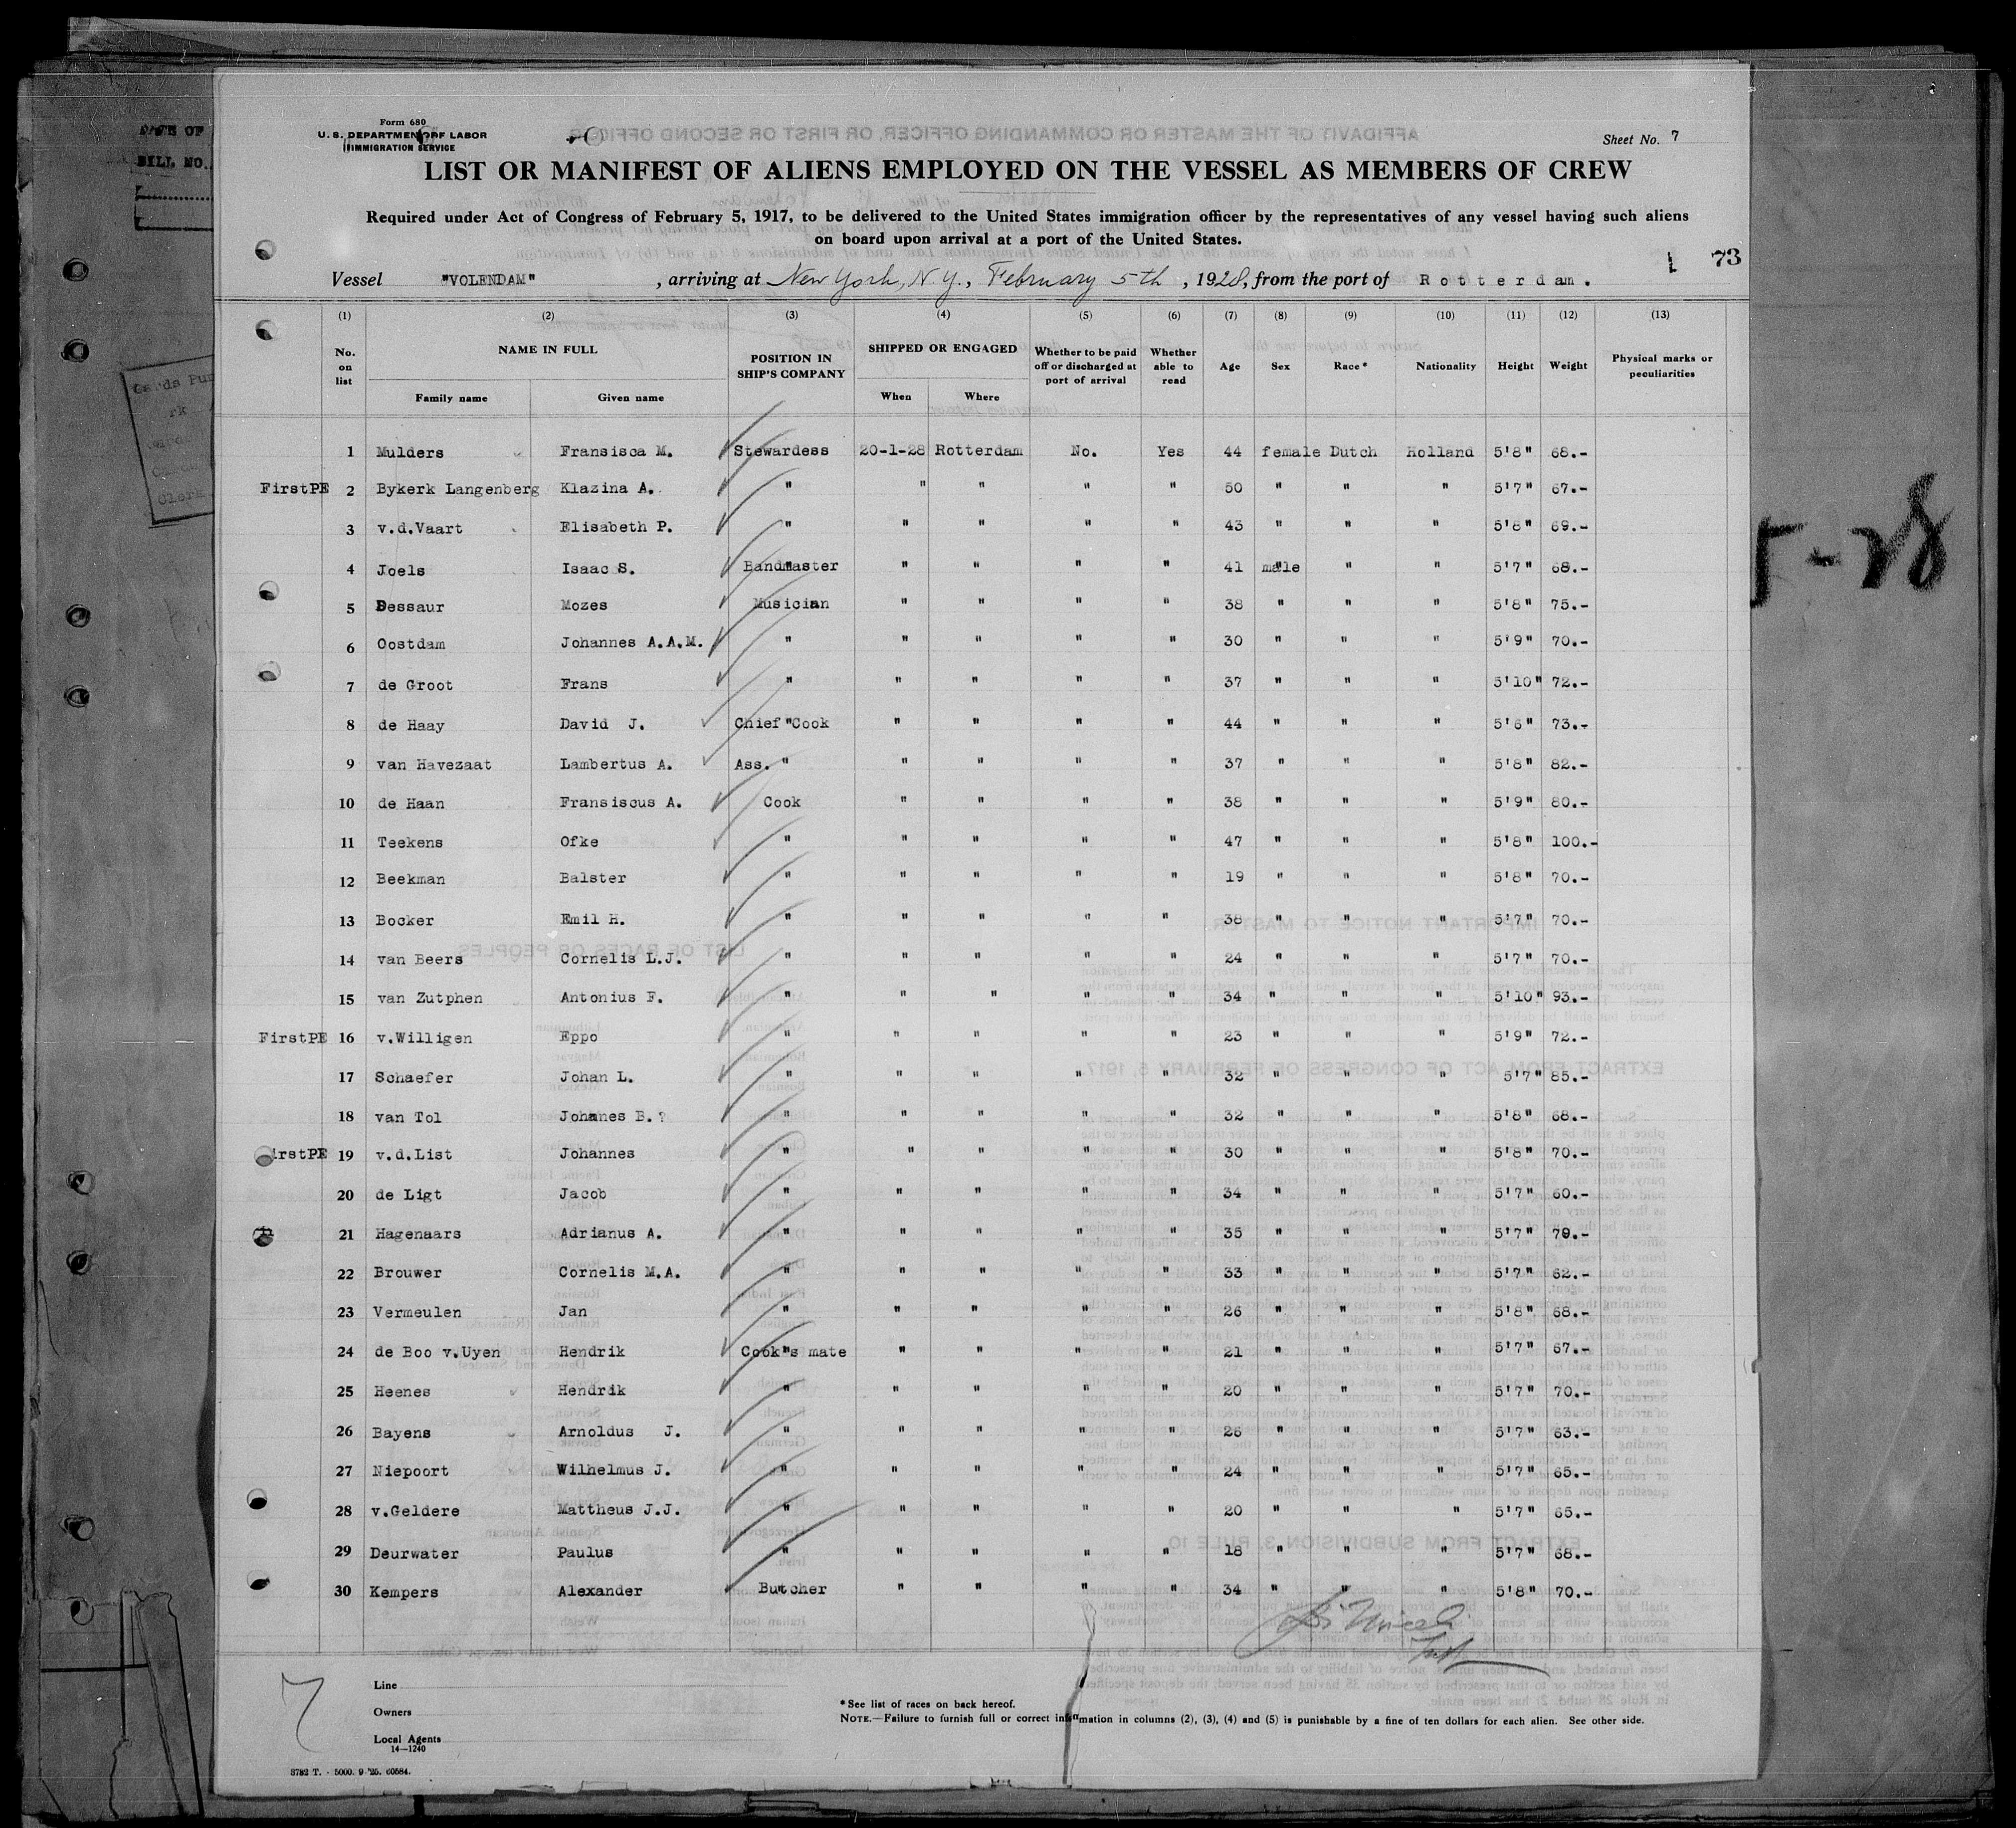 Form 680
U. S. DEPARTMENT OF LABOR
IMMIGRATION SERVICE
Sheet No. 7
LIST OR MANIFEST OF ALIENS EMPLOYED ON THE VESSEL AS MEMBERS OF CREW
Required under Act of Congress of February 5, 1917, to be delivered to the United States immigration officer by the representatives of any vessel having such aliens
on board upon arrival at a port of the United States.
73
Vessel "VOLENDAM", arriving at New York, N.Y., February 5th, 1928, from the port of Rotterdam.
(1) (2) (3) (4) (5) (6) (7) (8) (9) (10) (11) (12) (13)
No. on list NAME IN FULL Family name Given name POSITION IN SHIP'S COMPANY SHIPPED OR ENGAGED When Where Whether to be paid off or discharged at port of arrival Whether able to read Age Sex Race* Nationality Height Weight Physical marks or peculiarities
1 Mulders Fransisca M. Stewardess 20-1-28 Rotterdam No. Yes 44 female Dutch Holland 5'8" 68.-
FirstPE 2 Bykerk Langenberg Klazina A. " " " " " 50 " " " 5'7" 67.-
3 v.d.Vaart Elisabeth P. " " " " " 43 " " " 5'8" 69.-
4 Joels Isaac S. Bandmaster " " " " 41 male " " 5'7" 68.-
5 Dessaur Mozes Musician " " " " 38 " " " 5'8" 75.-
6 Oostdam Johannes A.A.M. " " " " " 30 " " " 5'9" 70.-
7 de Groot Frans " " " " " 37 " " " 5'10" 72.-
8 de Haay David J. Chief Cook " " " " 44 " " " 5'6" 73.-
9 van Havezaat Lambertus A. Ass. " " " " " 37 " " " 5'8" 82.-
10 de Haan Fransiscus A. Cook " " " " 38 " " " 5'9" 80.-
11 Teekens Ofke " " " " " 47 " " " 5'8" 100.-
12 Beekman Balster " " " " " 19 " " " 5'8" 70.-
13 Bocker Emil H. " " " " " 38 " " " 5'7" 70.-
14 van Beers Cornelis L.J. " " " " " 24 " " " 5'7" 70.-
15 van Zutphen Antonius F. " " " " " 34 " " " 5'10" 93.-
FirstPE 16 v.Willigen Eppo " " " " " 23 " " " 5'9" 72.-
17 Schaefer Johan L. " " " " " 32 " " " 5'7" 85.-
18 van Tol Johanes B.? " " " " " 32 " " " 5'8" 68.-
irstPE 19 v.d.List Johannes " " " " " 30 " " " 5'8" 70.-
20 de Ligt Jacob " " " " " 34 " " " 5'7" 60.-
21 Hagenaars Adrianus A. " " " " " 35 " " " 5'7" 79.-
22 Brouwer Cornelis M.A. " " " " " 33 " " " 5'7" 62.-
23 Vermeulen Jan " " " " " 26 " " " 5'8" 68.-
24 de Boo v.Uyen Hendrik Cook's mate " " " " 21 " " " 5'7" 67.-
25 Heenes Hendrik " " " " " 20 " " " 5'7" 70.-
26 Bayens Arnoldus J. " " " " " 26 " " " 5'7" 63.-
27 Niepoort Wilhelmus J. " " " " " 24 " " " 5'7" 65.-
28 v.Geldere Mattheus J.J. " " " " " 20 " " " 5'7" 65.-
29 Deurwater Paulus " " " " " 18 " " " 5'7" 68.-
30 Kempers Alexander Butcher " " " " 34 " " " 5'8" 70.-
7
Line
Owners
Local Agents
14—1240
*See list of races on back hereof.
NOTE.—Failure to furnish full or correct information in columns (2), (3), (4) and (5) is punishable by a fine of ten dollars for each alien. See other side.
8782 T. - 5000. 9 '25. 60584.
5-28
BILL NO.